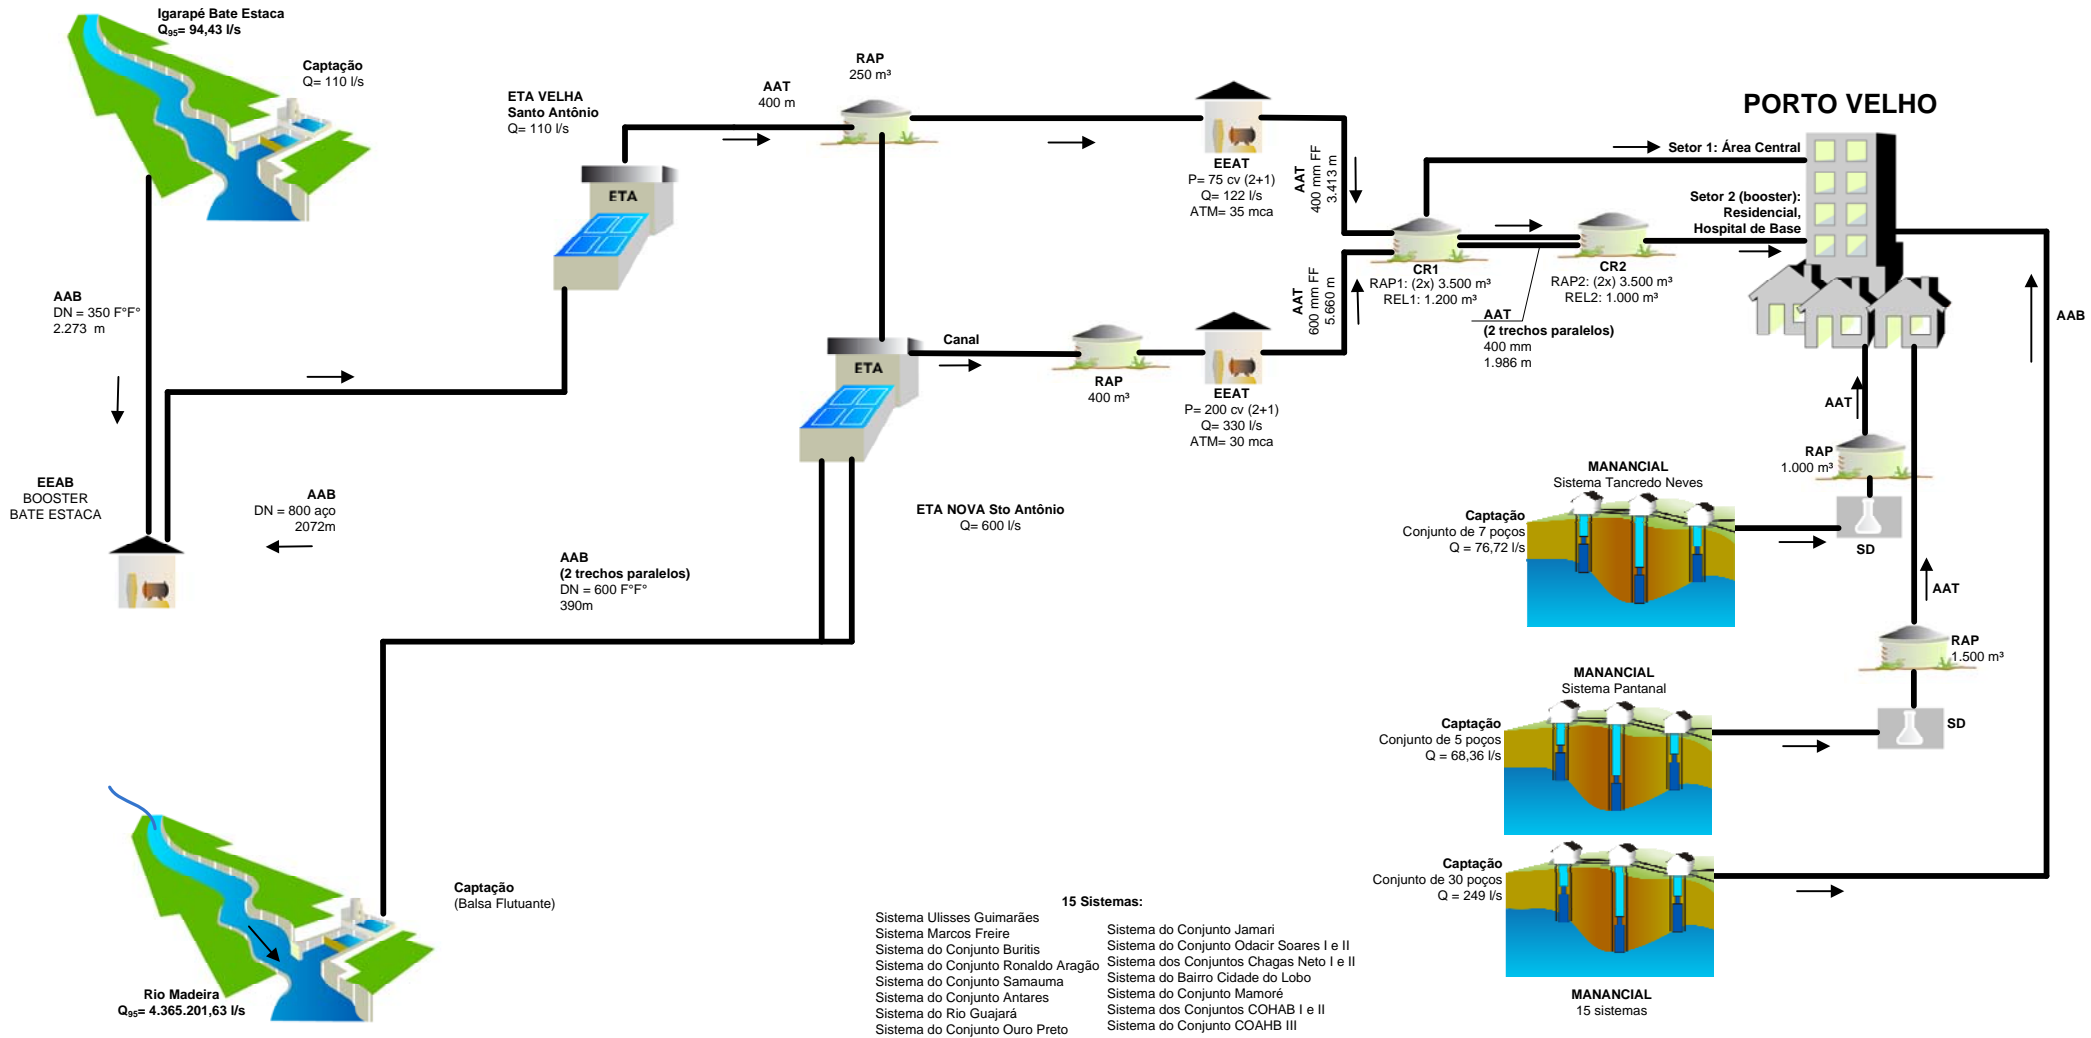 Igarapé Bate Estaca
Q95= 94,43 l/s
Captação
Q= 110 l/s
AAB
DN = 350 F°F°
2.273 m
EEAB
BOOSTER
BATE ESTACA
AAB
DN = 800 aço
2072m
ETA VELHA
Santo Antônio
Q= 110 l/s
ETA
AAT
400 m
RAP
250 m³
EEAT
P= 75 cv (2+1)
Q= 122 l/s
ATM= 35 mca
AAT
400 mm FF
3.413 m
ETA
Canal
RAP
400 m³
EEAT
P= 200 cv (2+1)
Q= 330 l/s
ATM= 30 mca
AAT
600 mm FF
5.660 m
ETA NOVA Sto Antônio
Q= 600 l/s
AAB
(2 trechos paralelos)
DN = 600 F°F°
390m
CR1
RAP1: (2x) 3.500 m³
REL1: 1.200 m³
CR2
RAP2: (2x) 3.500 m³
REL2: 1.000 m³
AAT
(2 trechos paralelos)
400 mm
1.986 m
PORTO VELHO
Setor 1: Área Central
Setor 2 (booster):
Residencial,
Hospital de Base
AAB
AAT
RAP
1.000 m³
SD
MANANCIAL
Sistema Tancredo Neves
Captação
Conjunto de 7 poços
Q = 76,72 l/s
AAT
RAP
1.500 m³
SD
MANANCIAL
Sistema Pantanal
Captação
Conjunto de 5 poços
Q = 68,36 l/s
Captação
Conjunto de 30 poços
Q = 249 l/s
MANANCIAL
15 sistemas
Captação
(Balsa Flutuante)
Rio Madeira
Q95= 4.365.201,63 l/s
15 Sistemas:
Sistema Ulisses Guimarães
Sistema Marcos Freire
Sistema do Conjunto Buritis
Sistema do Conjunto Ronaldo Aragão
Sistema do Conjunto Samauma
Sistema do Conjunto Antares
Sistema do Rio Guajará
Sistema do Conjunto Ouro Preto
Sistema do Conjunto Jamari
Sistema do Conjunto Odacir Soares I e II
Sistema dos Conjuntos Chagas Neto I e II
Sistema do Bairro Cidade do Lobo
Sistema do Conjunto Mamoré
Sistema dos Conjuntos COHAB I e II
Sistema do Conjunto COAHB III